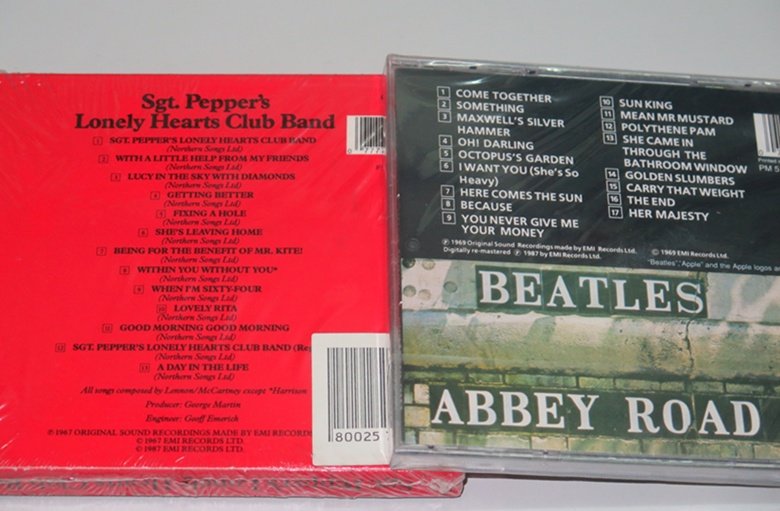 Sgt. Pepper's
Lonely Hearts Club Band
1 SGT. PEPPER'S LONELY HEARTS CLUB BAND
(Northern Songs Ltd)
2 WITH A LITTLE HELP FROM MY FRIENDS
(Northern Songs Ltd)
3 LUCY IN THE SKY WITH DIAMONDS
(Northern Songs Ltd)
4 GETTING BETTER
(Northern Songs Ltd)
5 FIXING A HOLE
(Northern Songs Ltd)
6 SHE'S LEAVING HOME
(Northern Songs Ltd)
7 BEING FOR THE BENEFIT OF MR. KITE!
(Northern Songs Ltd)
8 WITHIN YOU WITHOUT YOU*
(Northern Songs Ltd)
9 WHEN I'M SIXTY-FOUR
(Northern Songs Ltd)
10 LOVELY RITA
(Northern Songs Ltd)
11 GOOD MORNING GOOD MORNING
(Northern Songs Ltd)
12 SGT. PEPPER'S LONELY HEARTS CLUB BAND (Re
(Northern Songs Ltd)
13 A DAY IN THE LIFE
(Northern Songs Ltd)
All songs composed by Lennon/McCartney except *Harrison
Producer: George Martin
Engineer: Geoff Emerick
℗ 1967 ORIGINAL SOUND RECORDINGS MADE BY EMI RECORDS
© 1967 EMI RECORDS LTD.
© 1987 EMI RECORDS LTD.
80025
1 COME TOGETHER
2 SOMETHING
3 MAXWELL'S SILVER
HAMMER
4 OH! DARLING
5 OCTOPUS'S GARDEN
6 I WANT YOU (She's So
Heavy)
7 HERE COMES THE SUN
8 BECAUSE
9 YOU NEVER GIVE ME
YOUR MONEY
10 SUN KING
11 MEAN MR MUSTARD
12 POLYTHENE PAM
13 SHE CAME IN
THROUGH THE
BATHROOM WINDOW
14 GOLDEN SLUMBERS
15 CARRY THAT WEIGHT
16 THE END
17 HER MAJESTY
℗ 1969 Original Sound Recordings made by EMI Records Ltd.
Digitally re-mastered ℗ 1987 by EMI Records Ltd.
© 1969 EMI Records Ltd.
"Beatles", "Apple" and the Apple logos a
Printed
PM 5
BEATLES
ABBEY ROAD